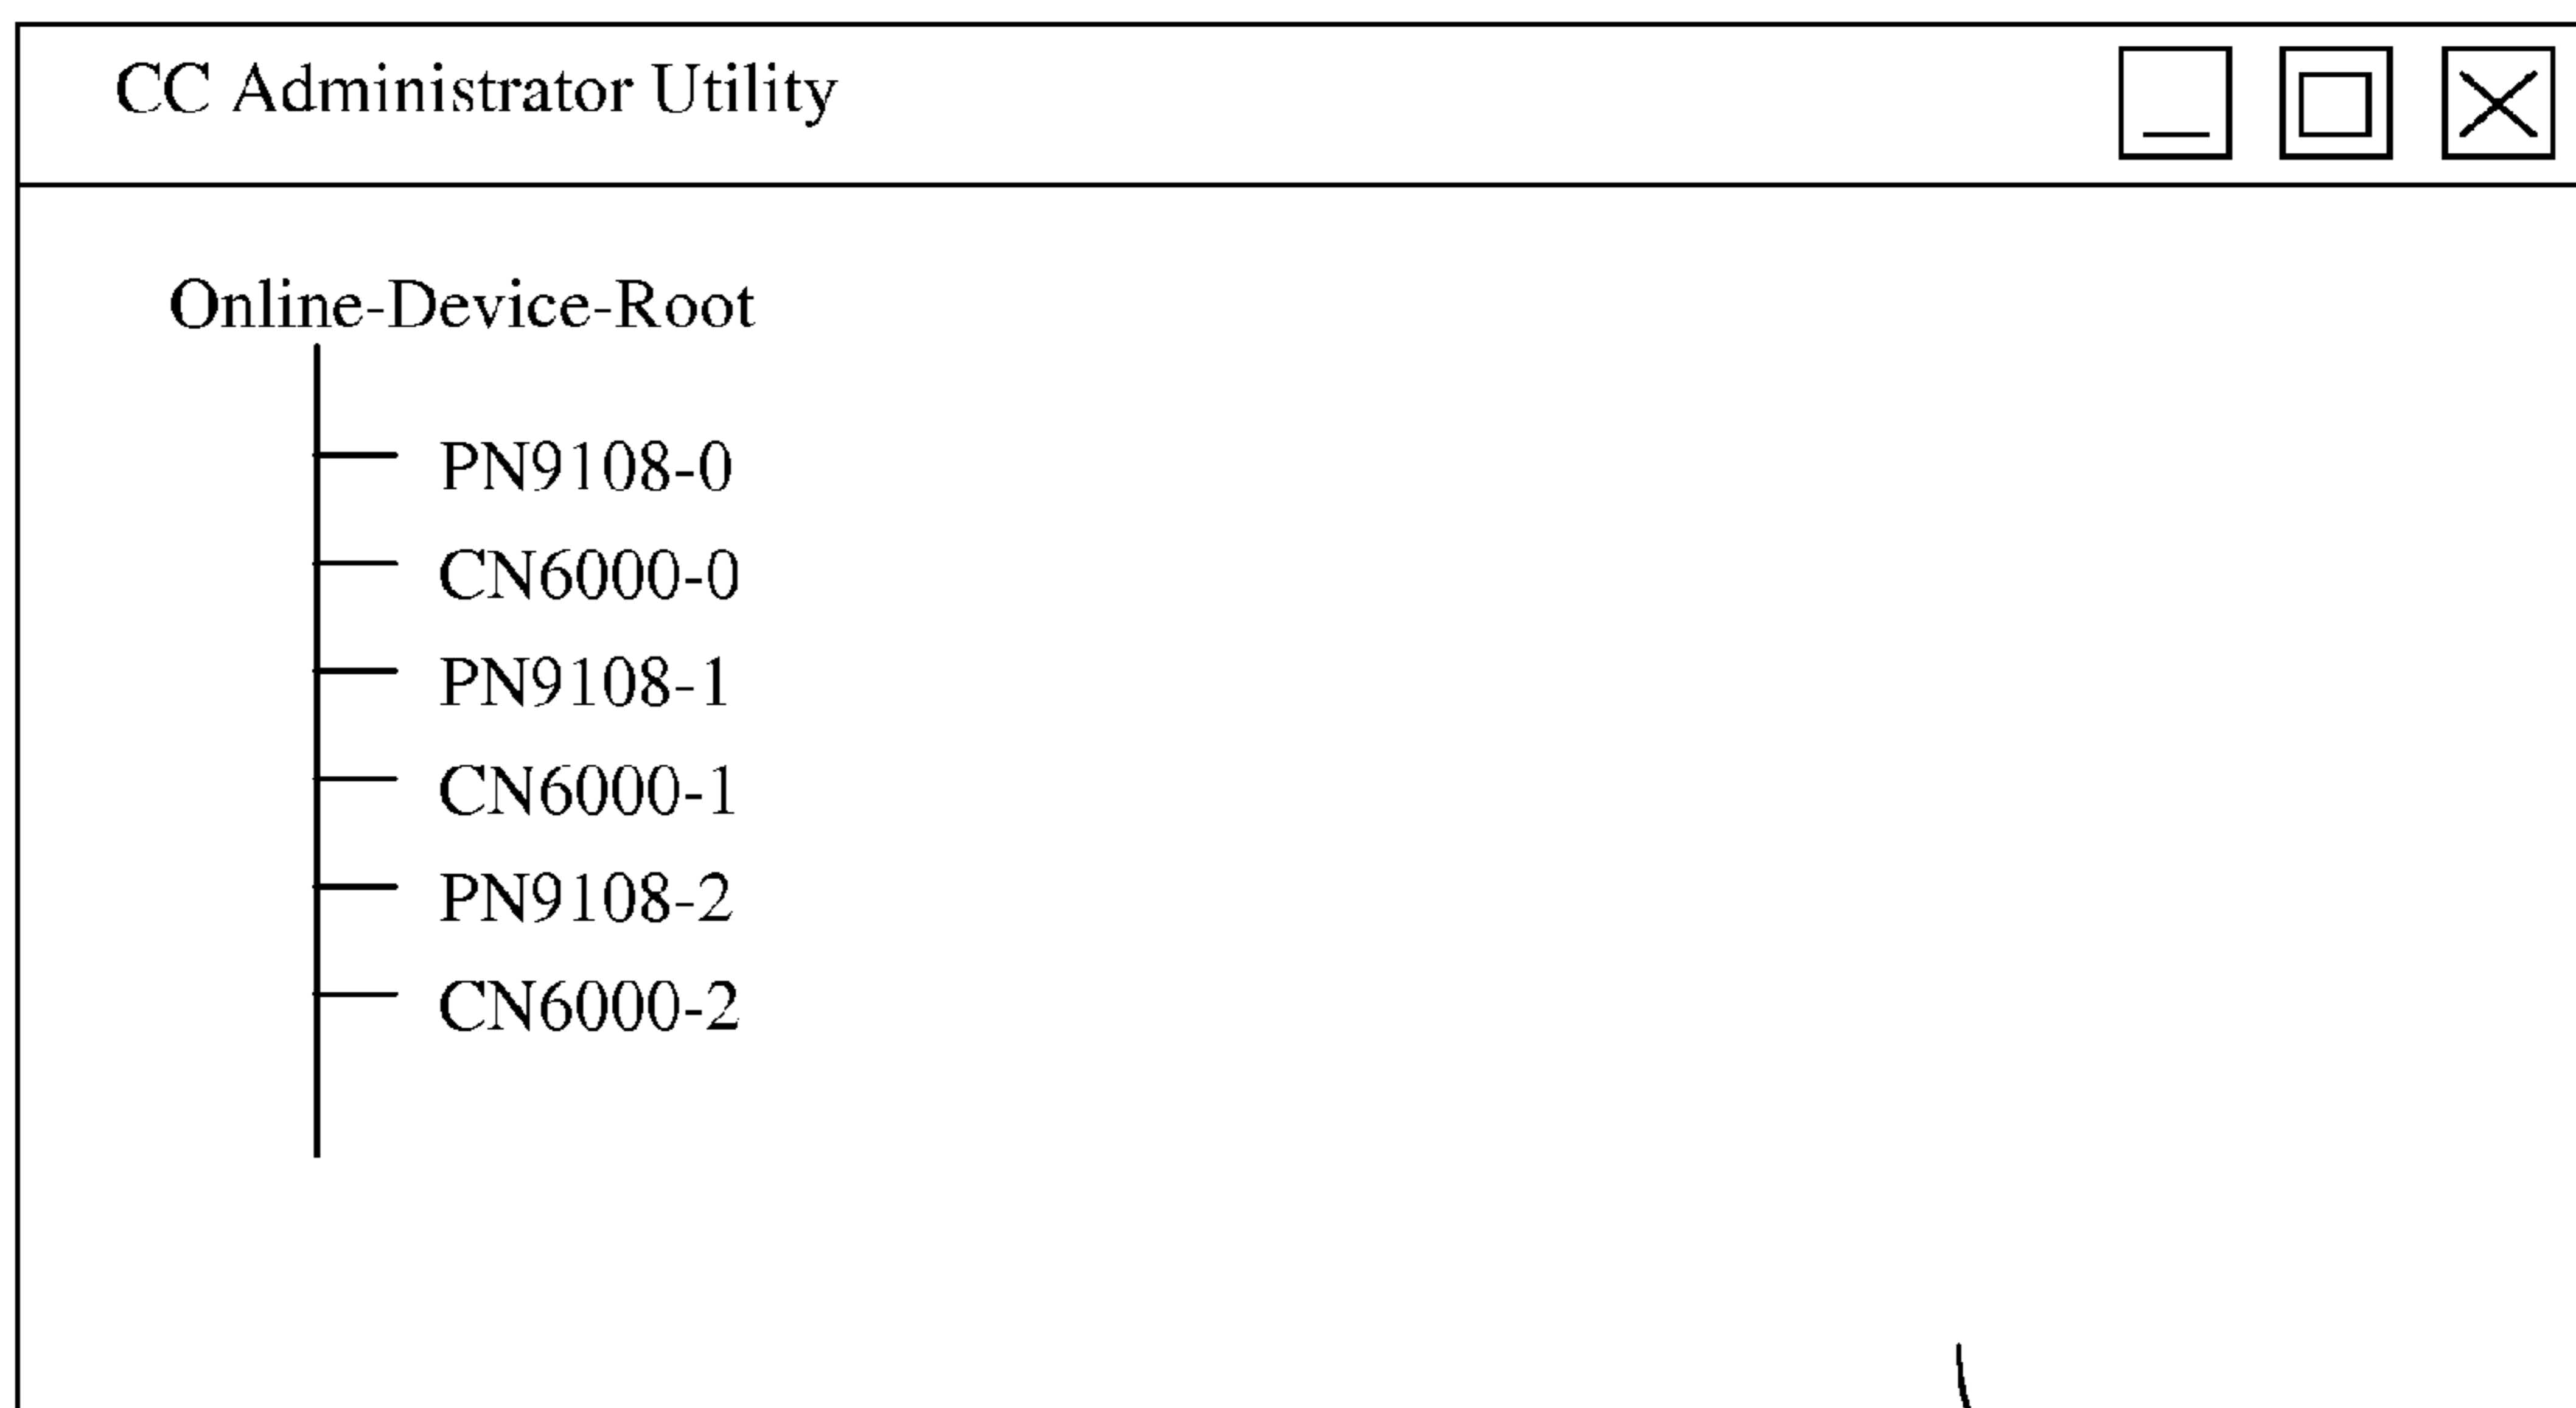 CC Administrator Utility
Online-Device-Root
PN9108-0
CN6000-0
PN9108-1
CN6000-1
PN9108-2
CN6000-2